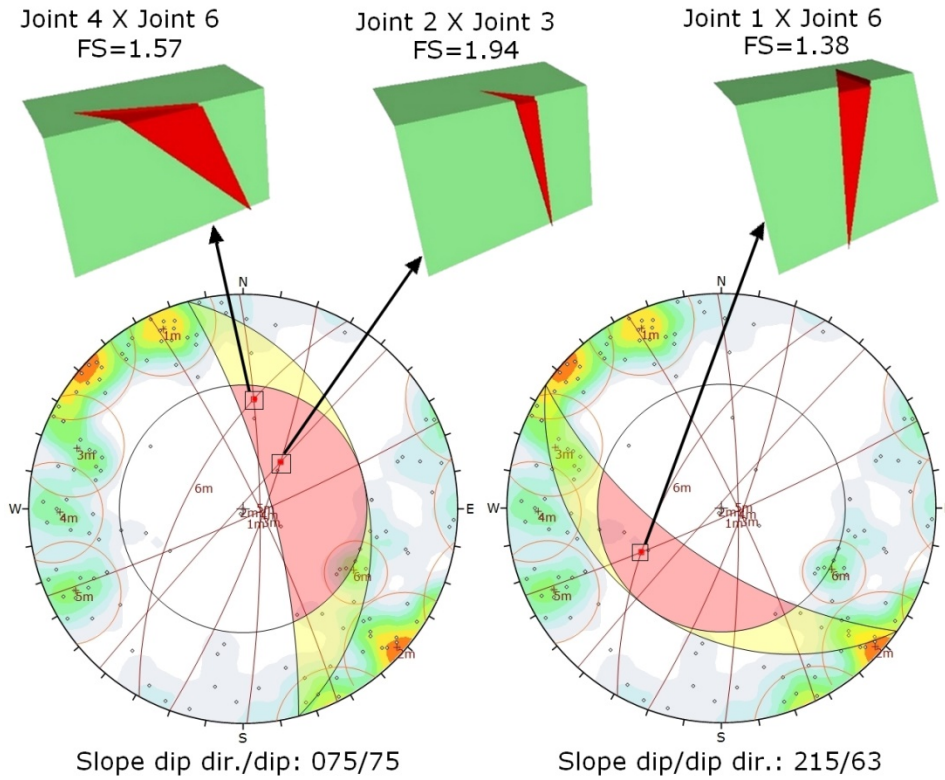 Joint 4 X Joint 6
FS=1.57
Joint 2 X Joint 3
FS=1.94
Joint 1 X Joint 6
FS=1.38
N
1m
3m
W
4m
6m
1m
E
5m
6m
S
N
1m
3m
W
4m
6m
2m
1m
E
5m
6m
2m
S
Slope dip dir./dip: 075/75
Slope dip/dip dir.: 215/63